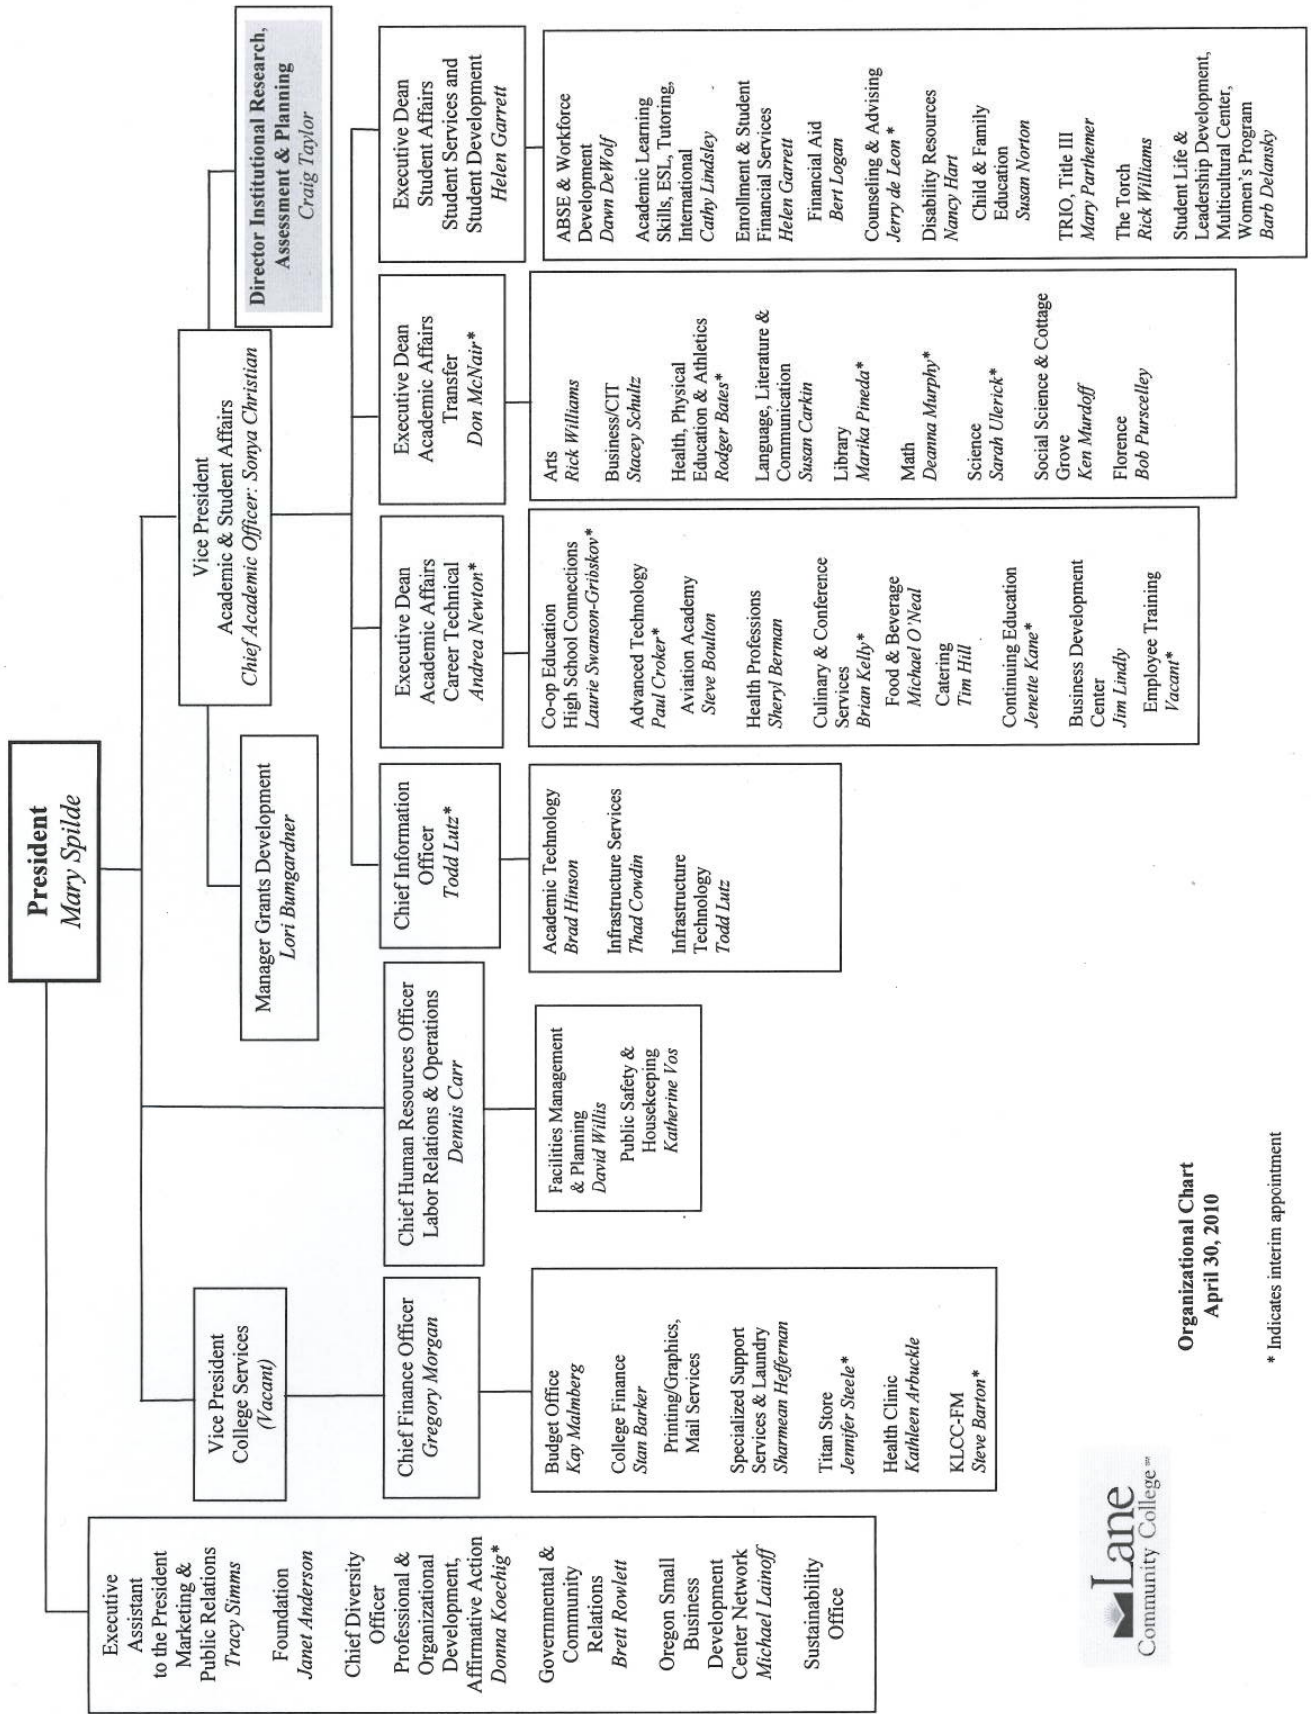 President
Mary Spilde
Executive
Assistant
to the President
Marketing &
Public Relations
Tracy Simms
Foundation
Janet Anderson
Chief Diversity
Officer
Professional &
Organizational
Development,
Affirmative Action
Donna Koechig*
Governmental &
Community
Relations
Brett Rowlett
Oregon Small
Business
Development
Center Network
Michael Lainoff
Sustainability
Office
Vice President
College Services
(Vacant)
Chief Finance Officer
Gregory Morgan
Budget Office
Kay Malmberg
College Finance
Stan Barker
Printing/Graphics,
Mail Services
Specialized Support
Services & Laundry
Sharmean Heffernan
Titan Store
Jennifer Steele*
Health Clinic
Kathleen Arbuckle
KLCC-FM
Steve Barton*
Chief Human Resources Officer
Labor Relations & Operations
Dennis Carr
Facilities Management
& Planning
David Willis
Public Safety &
Housekeeping
Katherine Vos
Vice President
Academic & Student Affairs
Chief Academic Officer: Sonya Christian
Manager Grants Development
Lori Bumgardner
Director Institutional Research,
Assessment & Planning
Craig Taylor
Chief Information
Officer
Todd Lutz*
Academic Technology
Brad Hinson
Infrastructure Services
Thad Cowdin
Infrastructure
Technology
Todd Lutz
Executive Dean
Academic Affairs
Career Technical
Andrea Newton*
Co-op Education
High School Connections
Laurie Swanson-Gribskov*
Advanced Technology
Paul Croker*
Aviation Academy
Steve Boulton
Health Professions
Sheryl Berman
Culinary & Conference
Services
Brian Kelly*
Food & Beverage
Michael O'Neal
Catering
Tim Hill
Continuing Education
Jenette Kane*
Business Development
Center
Jim Lindly
Employee Training
Vacant*
Executive Dean
Academic Affairs
Transfer
Don McNair*
Arts
Rick Williams
Business/CIT
Stacey Schultz
Health, Physical
Education & Athletics
Rodger Bates*
Language, Literature &
Communication
Susan Carkin
Library
Marika Pineda*
Math
Deanna Murphy*
Science
Sarah Ulerick*
Social Science & Cottage
Grove
Ken Murdoff
Florence
Bob Purscelley
Executive Dean
Student Affairs
Student Services and
Student Development
Helen Garrett
ABSE & Workforce
Development
Dawn DeWolf
Academic Learning
Skills, ESL, Tutoring,
International
Cathy Lindsley
Enrollment & Student
Financial Services
Helen Garrett
Financial Aid
Bert Logan
Counseling & Advising
Jerry de Leon*
Disability Resources
Nancy Hart
Child & Family
Education
Susan Norton
TRIO, Title III
Mary Parthemer
The Torch
Rick Williams
Student Life &
Leadership Development,
Multicultural Center,
Women's Program
Barb Delansky
Lane
Community College
Organizational Chart
April 30, 2010
* Indicates interim appointment